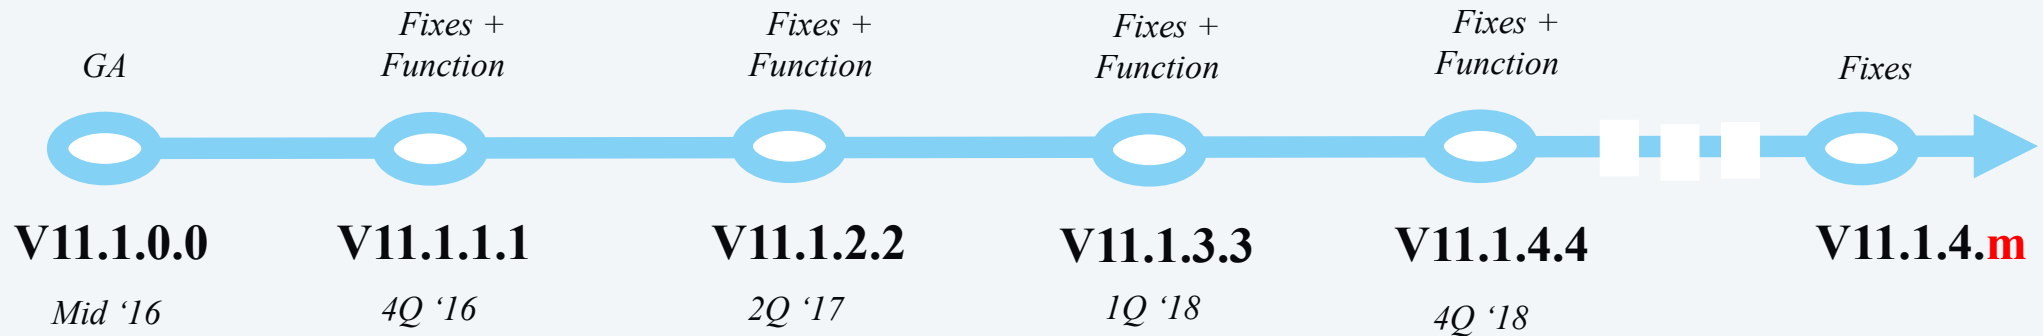 GA
Fixes +
Function
Fixes +
Function
Fixes +
Function
Fixes +
Function
Fixes
V11.1.0.0
V11.1.1.1
V11.1.2.2
V11.1.3.3
V11.1.4.4
V11.1.4.m
Mid ‘16
4Q ‘16
2Q ‘17
1Q ‘18
4Q ‘18